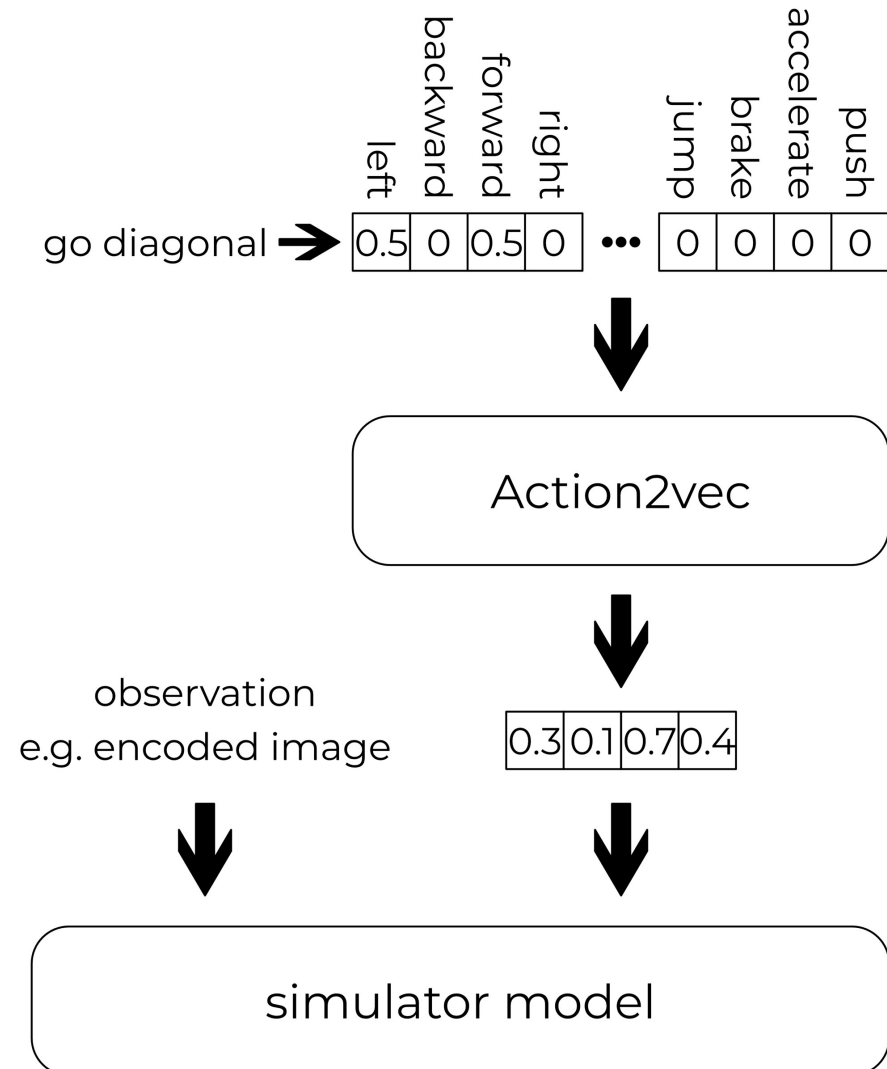 left
backward
forward
right
jump
brake
accelerate
push
go diagonal
0.5 0 0.5 0 ••• 0 0 0 0
Action2vec
observation
e.g. encoded image
0.3 0.1 0.7 0.4
simulator model